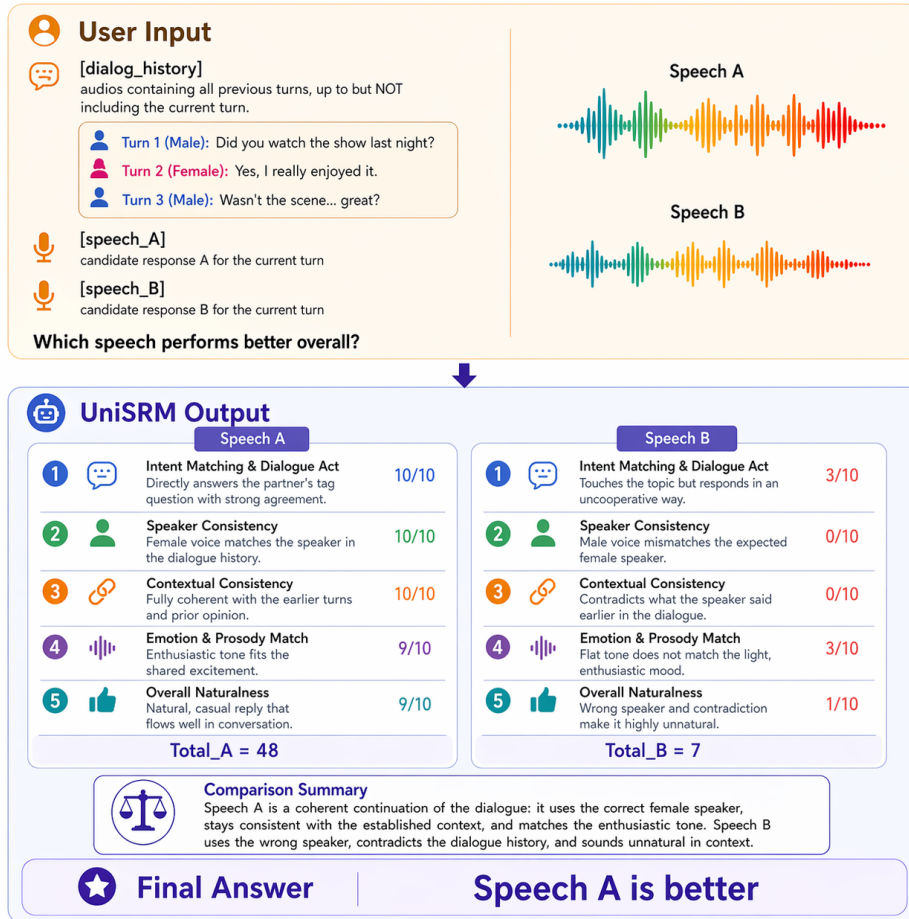 User Input
[dialog_history]
audios containing all previous turns, up to but NOT
including the current turn.
Turn 1 (Male): Did you watch the show last night?
Turn 2 (Female): Yes, I really enjoyed it.
Turn 3 (Male): Wasn't the scene... great?
[speech_A]
candidate response A for the current turn
[speech_B]
candidate response B for the current turn
Which speech performs better overall?
Speech A
Speech B
UniSRM Output
Speech A
1
Intent Matching & Dialogue Act
Directly answers the partner's tag
question with strong agreement.
10/10
2
Speaker Consistency
Female voice matches the speaker in
the dialogue history.
10/10
3
Contextual Consistency
Fully coherent with the earlier turns
and prior opinion.
10/10
4
Emotion & Prosody Match
Enthusiastic tone fits the
shared excitement.
9/10
5
Overall Naturalness
Natural, casual reply that
flows well in conversation.
9/10
Total_A = 48
Speech B
1
Intent Matching & Dialogue Act
Touches the topic but responds in an
uncooperative way.
3/10
2
Speaker Consistency
Male voice mismatches the expected
female speaker.
0/10
3
Contextual Consistency
Contradicts what the speaker said
earlier in the dialogue.
0/10
4
Emotion & Prosody Match
Flat tone does not match the light,
enthusiastic mood.
3/10
5
Overall Naturalness
Wrong speaker and contradiction
make it highly unnatural.
1/10
Total_B = 7
Comparison Summary
Speech A is a coherent continuation of the dialogue: it uses the correct female speaker,
stays consistent with the established context, and matches the enthusiastic tone. Speech B
uses the wrong speaker, contradicts the dialogue history, and sounds unnatural in context.
Final Answer
Speech A is better